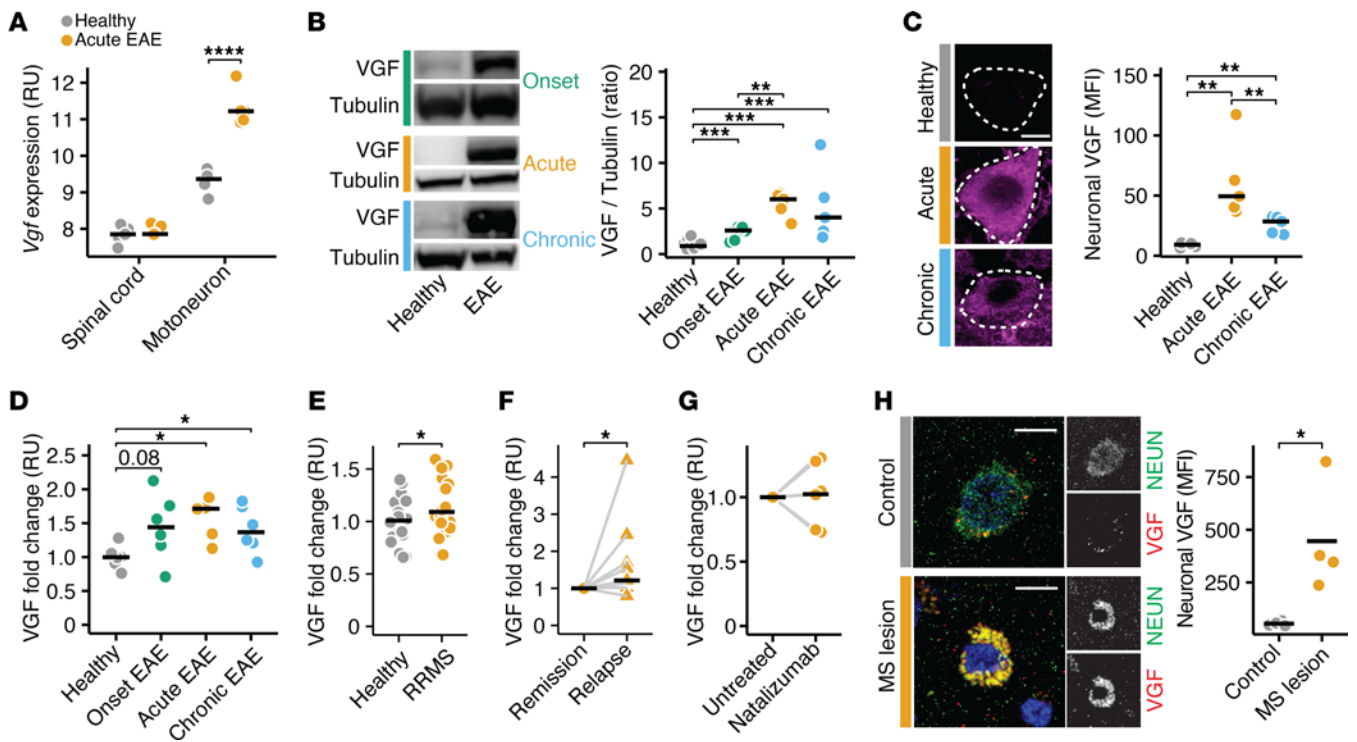 A
Healthy
Acute EAE
Vgf expression (RU)
12
11
10
9
8
****
Spinal cord
Motoneuron
B
VGF
Tubulin
Onset
VGF
Tubulin
Acute
VGF
Tubulin
Chronic
Healthy
EAE
VGF / Tubulin (ratio)
20
15
10
5
0
**
***
***
***
Healthy
Onset EAE
Acute EAE
Chronic EAE
C
Healthy
Acute
Chronic
Neuronal VGF (MFI)
150
100
50
0
**
**
**
Healthy
Acute EAE
Chronic EAE
D
VGF fold change (RU)
2.5
2.0
1.5
1.0
0.5
0
*
*
0.08
Healthy
Onset EAE
Acute EAE
Chronic EAE
E
VGF fold change (RU)
1.5
1.0
0.5
0
*
Healthy
RRMS
F
VGF fold change (RU)
4
3
2
1
0
*
Remission
Relapse
G
VGF fold change (RU)
1.0
0
Untreated
Natalizumab
H
Control
NEUN
VGF
MS lesion
NEUN
VGF
Neuronal VGF (MFI)
750
500
250
*
Control
MS lesion